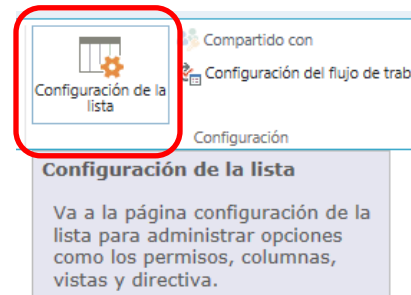 Compartido con
Configuración del flujo de trab
Configuración de la
lista
Configuración
Configuración de la lista
Va a la página configuración de la
lista para administrar opciones
como los permisos, columnas,
vistas y directiva.